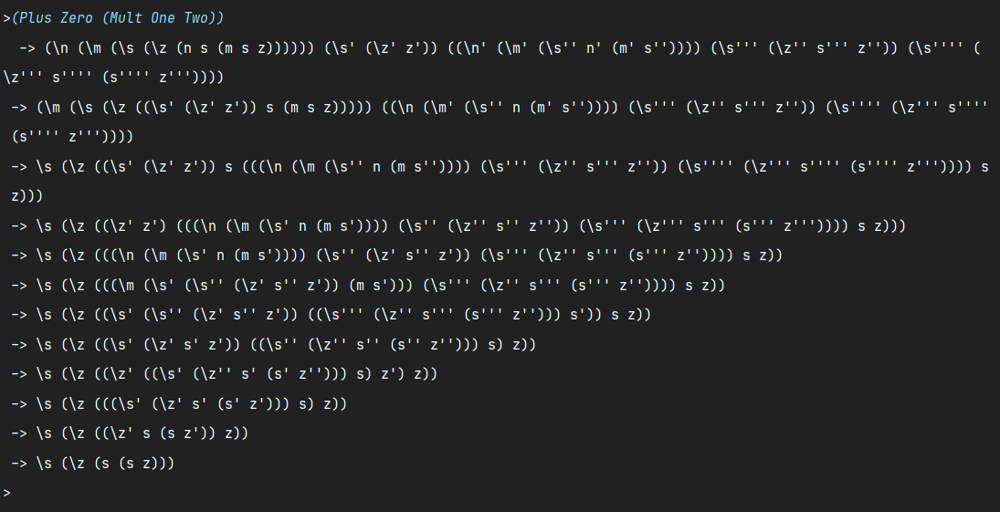 >(Plus Zero (Mult One Two))
-> (\n (\m (\s (\z (n s (m s z)))))) (\s' (\z' z')) ((\n' (\m' (\s'' n' (m' s'')))) (\s''' (\z'' s''' z'')) (\s'''' (
\z''' s'''' (s'''' z'''))))
-> (\m (\s (\z ((\s' (\z' z')) s (m s z))))) ((\n (\m' (\s'' n (m' s'')))) (\s''' (\z'' s''' z'')) (\s'''' (\z''' s''''
(s'''' z'''))))
-> \s (\z ((\s' (\z' z')) s (((\n (\m (\s'' n (m s'')))) (\s''' (\z'' s''' z'')) (\s'''' (\z''' s'''' (s'''' z''')))) s
z)))
-> \s (\z ((\z' z') (((\n (\m (\s' n (m s')))) (\s'' (\z'' s'' z'')) (\s''' (\z''' s''' (s''' z''')))) s z)))
-> \s (\z (((\n (\m (\s' n (m s')))) (\s'' (\z' s'' z')) (\s''' (\z'' s''' (s''' z'')))) s z))
-> \s (\z (((\m (\s' (\s'' (\z' s'' z')) (m s'))) (\s''' (\z'' s''' (s''' z'')))) s z))
-> \s (\z ((\s' (\s'' (\z' s'' z')) ((\s''' (\z'' s''' (s''' z''))) s')) s z))
-> \s (\z ((\s' (\z' s' z')) ((\s'' (\z'' s'' (s'' z''))) s) z))
-> \s (\z ((\z' ((\s' (\z'' s' (s' z''))) s) z') z))
-> \s (\z (((\s' (\z' s' (s' z'))) s) z))
-> \s (\z ((\z' s (s z')) z))
-> \s (\z (s (s z)))
>